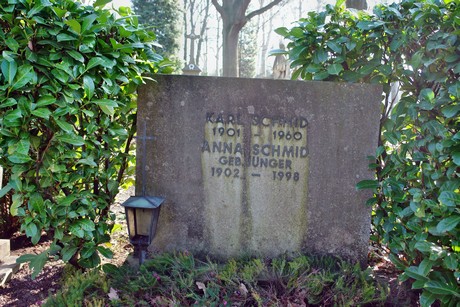 KARL SCHMID
1901 - 1960
ANNA SCHMID
GEB. JUNGER
1902 - 1998